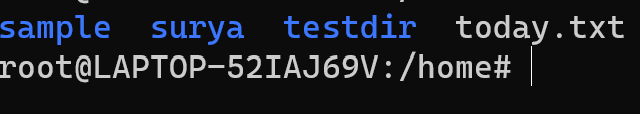 sample  surya  testdir  today.txt
root@LAPTOP-52IAJ69V:/home#